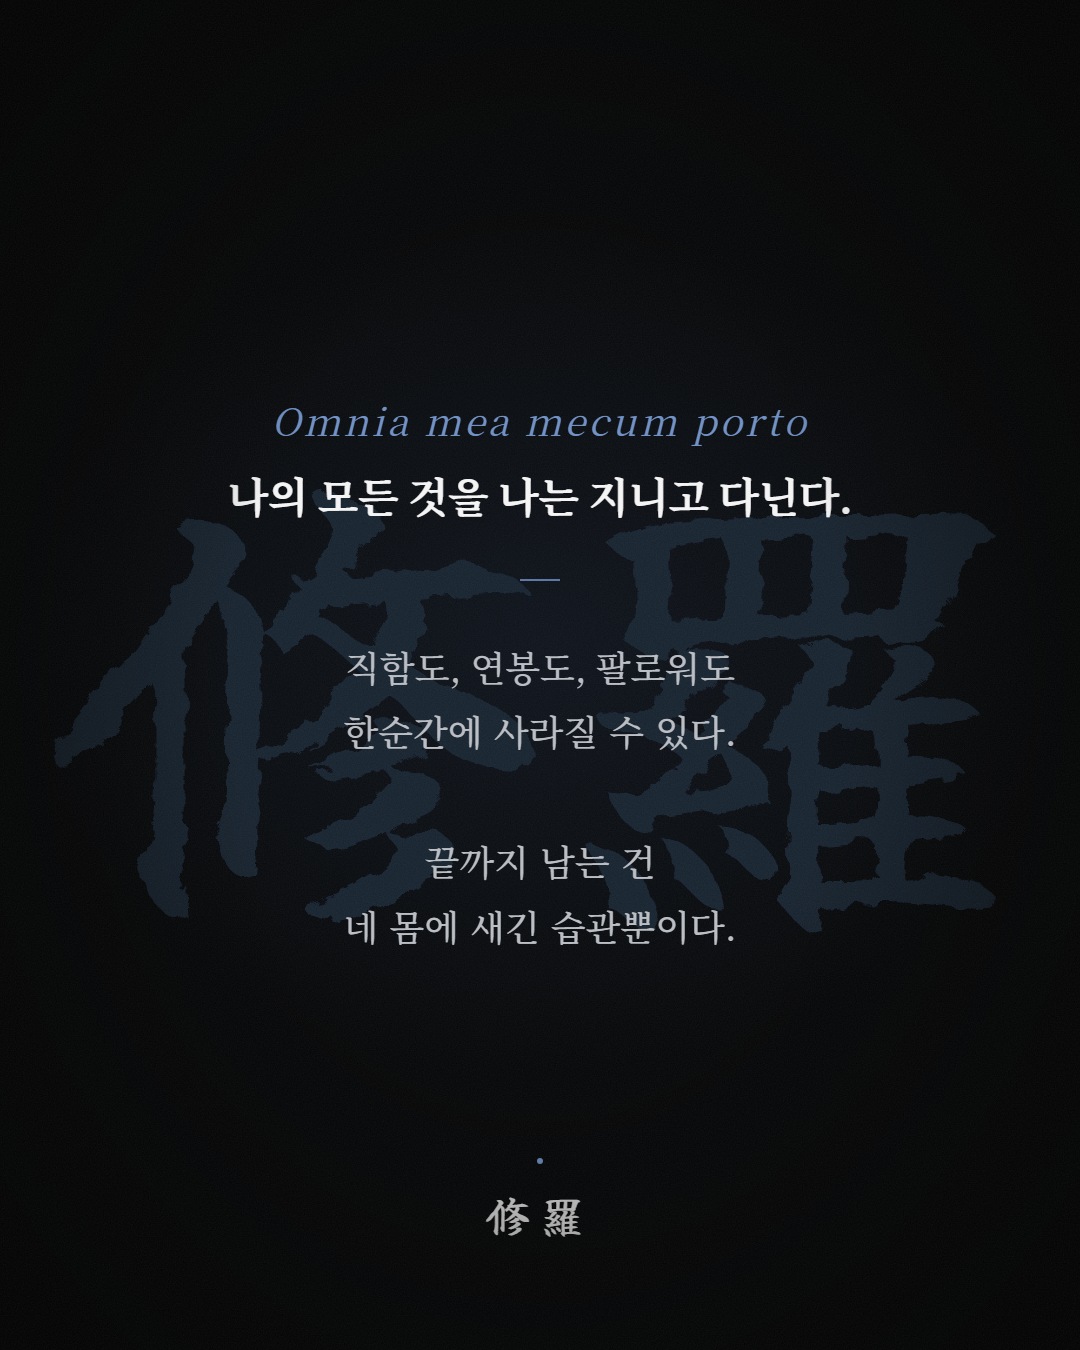 Omnia mea mecum porto
나의 모든 것을 나는 지니고 다닌다.
修羅
직함도, 연봉도, 팔로워도
한순간에 사라질 수 있다.
끝까지 남는 건
네 몸에 새긴 습관뿐이다.
修羅